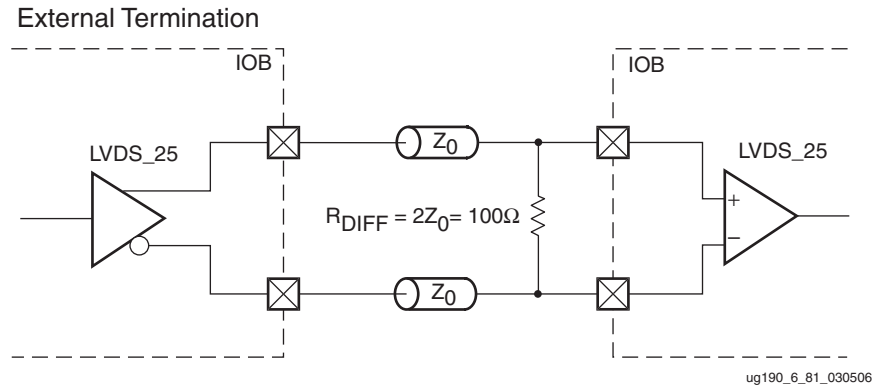 External Termination
IOB
IOB
LVDS_25
Z0
LVDS_25
+
RDIFF = 2Z0= 100Ω
–
Z0
ug190_6_81_030506